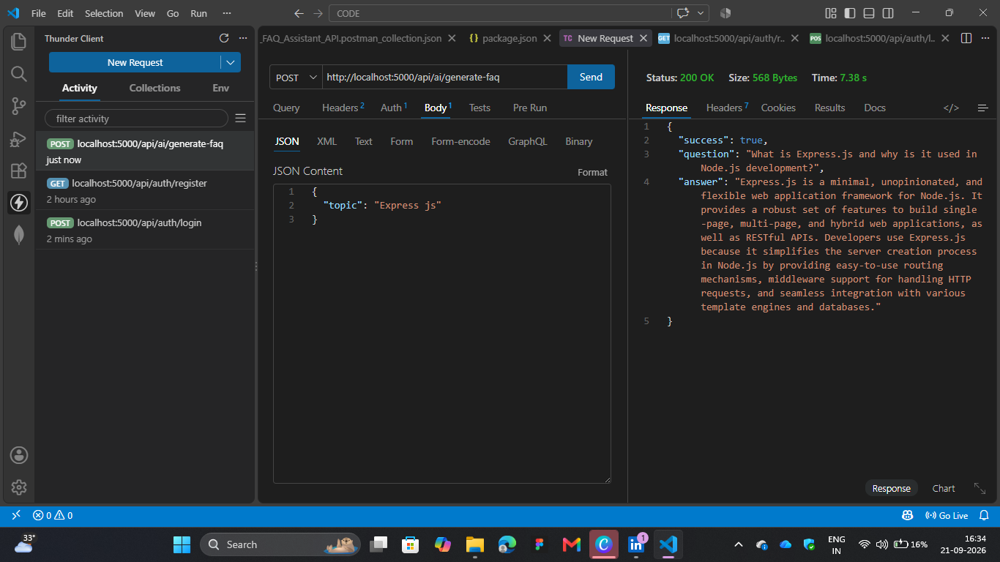 File Edit Selection View Go Run ···
CODE
Thunder Client
New Request
Activity Collections Env
filter activity
POST localhost:5000/api/ai/generate-faq
just now
GET localhost:5000/api/auth/register
2 hours ago
POST localhost:5000/api/auth/login
2 mins ago
_FAQ_Assistant_API.postman_collection.json
{} package.json
TC New Request
GET localhost:5000/api/auth/r...
POS localhost:5000/api/auth/l...
POST http://localhost:5000/api/ai/generate-faq Send
Query Headers 2 Auth 1 Body 1 Tests Pre Run
JSON XML Text Form Form-encode GraphQL Binary
JSON Content Format
1 {
2 "topic": "Express js"
3 }
Status: 200 OK Size: 568 Bytes Time: 7.38 s
Response Headers 7 Cookies Results Docs </>
1 {
2 "success": true,
3 "question": "What is Express.js and why is it used in
Node.js development?",
4 "answer": "Express.js is a minimal, unopinionated, and
flexible web application framework for Node.js. It
provides a robust set of features to build single
-page, multi-page, and hybrid web applications, as
well as RESTful APIs. Developers use Express.js
because it simplifies the server creation process
in Node.js by providing easy-to-use routing
mechanisms, middleware support for handling HTTP
requests, and seamless integration with various
template engines and databases."
5 }
Response Chart
0 0
Go Live
33°
Search
1
ENG
IN
16%
16:34
21-09-2026